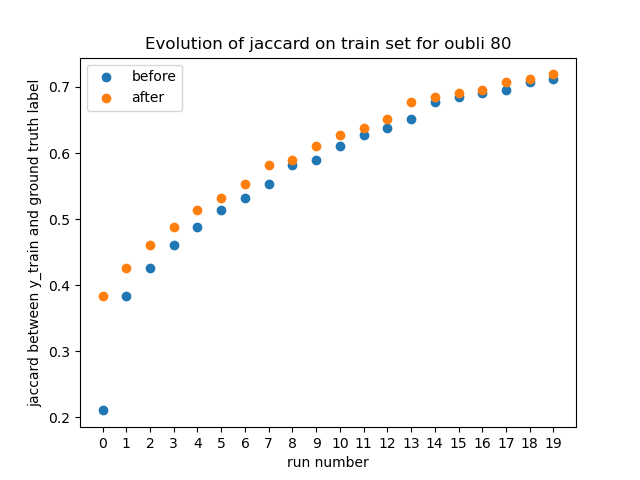 Evolution of jaccard on train set for oubli 80
before
after
jaccard between y_train and ground truth label
0.7
0.6
0.5
0.4
0.3
0.2
0 1 2 3 4 5 6 7 8 9 10 11 12 13 14 15 16 17 18 19
run number